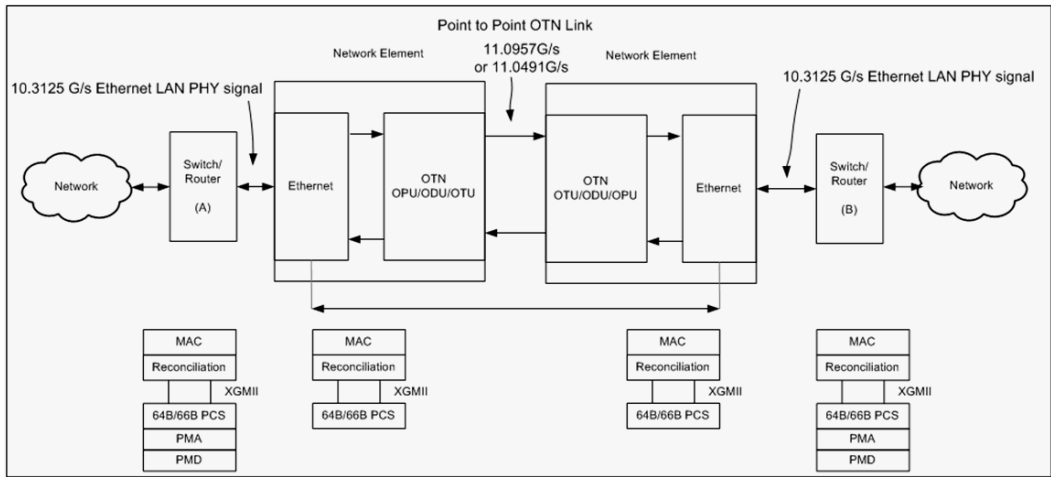 Point to Point OTN Link
Network Element
11.0957G/s
or 11.0491G/s
Network Element
10.3125 G/s Ethernet LAN PHY signal
10.3125 G/s Ethernet LAN PHY signal
Network
Switch/
Router
(A)
Ethernet
OTN
OPU/ODU/OTU
OTN
OTU/ODU/OPU
Ethernet
Switch/
Router
(B)
Network
MAC
Reconciliation
XGMII
64B/66B PCS
PMA
PMD
MAC
Reconciliation
XGMII
64B/66B PCS
MAC
Reconciliation
XGMII
64B/66B PCS
MAC
Reconciliation
XGMII
64B/66B PCS
PMA
PMD